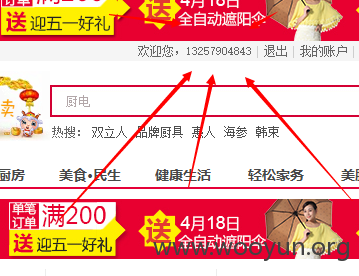 送 迎五一好礼 送 4月18日
全自动遮阳伞
欢迎您，13257904843 | 退出 | 我的账户 |
卖
厨电
热搜： 双立人 品牌厨具 惠人 海参 韩束
厨房 美食·民生 健康生活 轻松家务 居
单笔订单 满200
送 迎五一好礼
送 4月18日
全自动遮阳伞
www.wooyun.org